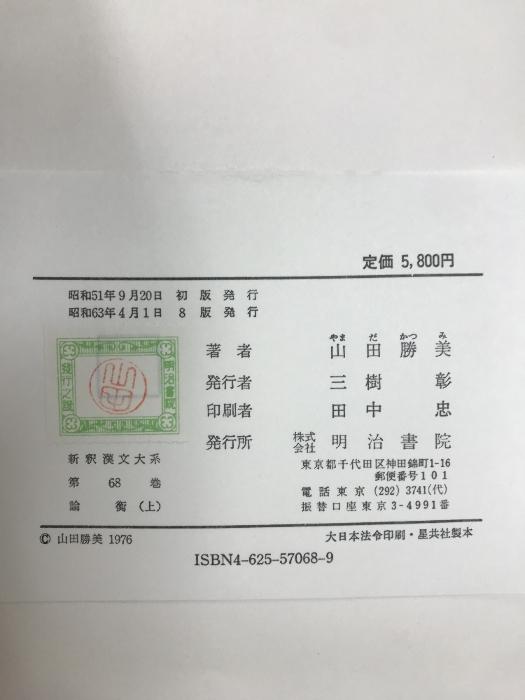 定価 5,800円
昭和51年9月20日 初版発行
昭和63年4月1日 8版発行
やま だ かつ み
著者 山田勝美
発行者 三樹 彰
印刷者 田中 忠
発行所 株式会社 明治書院
東京都千代田区神田錦町1-16
郵便番号101
電話東京 (292) 3741(代)
振替口座東京3-4991番
明治書院
發行之證
新釈漢文大系
第 68 巻
論 衡(上)
© 山田勝美 1976
大日本法令印刷・星共社製本
ISBN4-625-57068-9